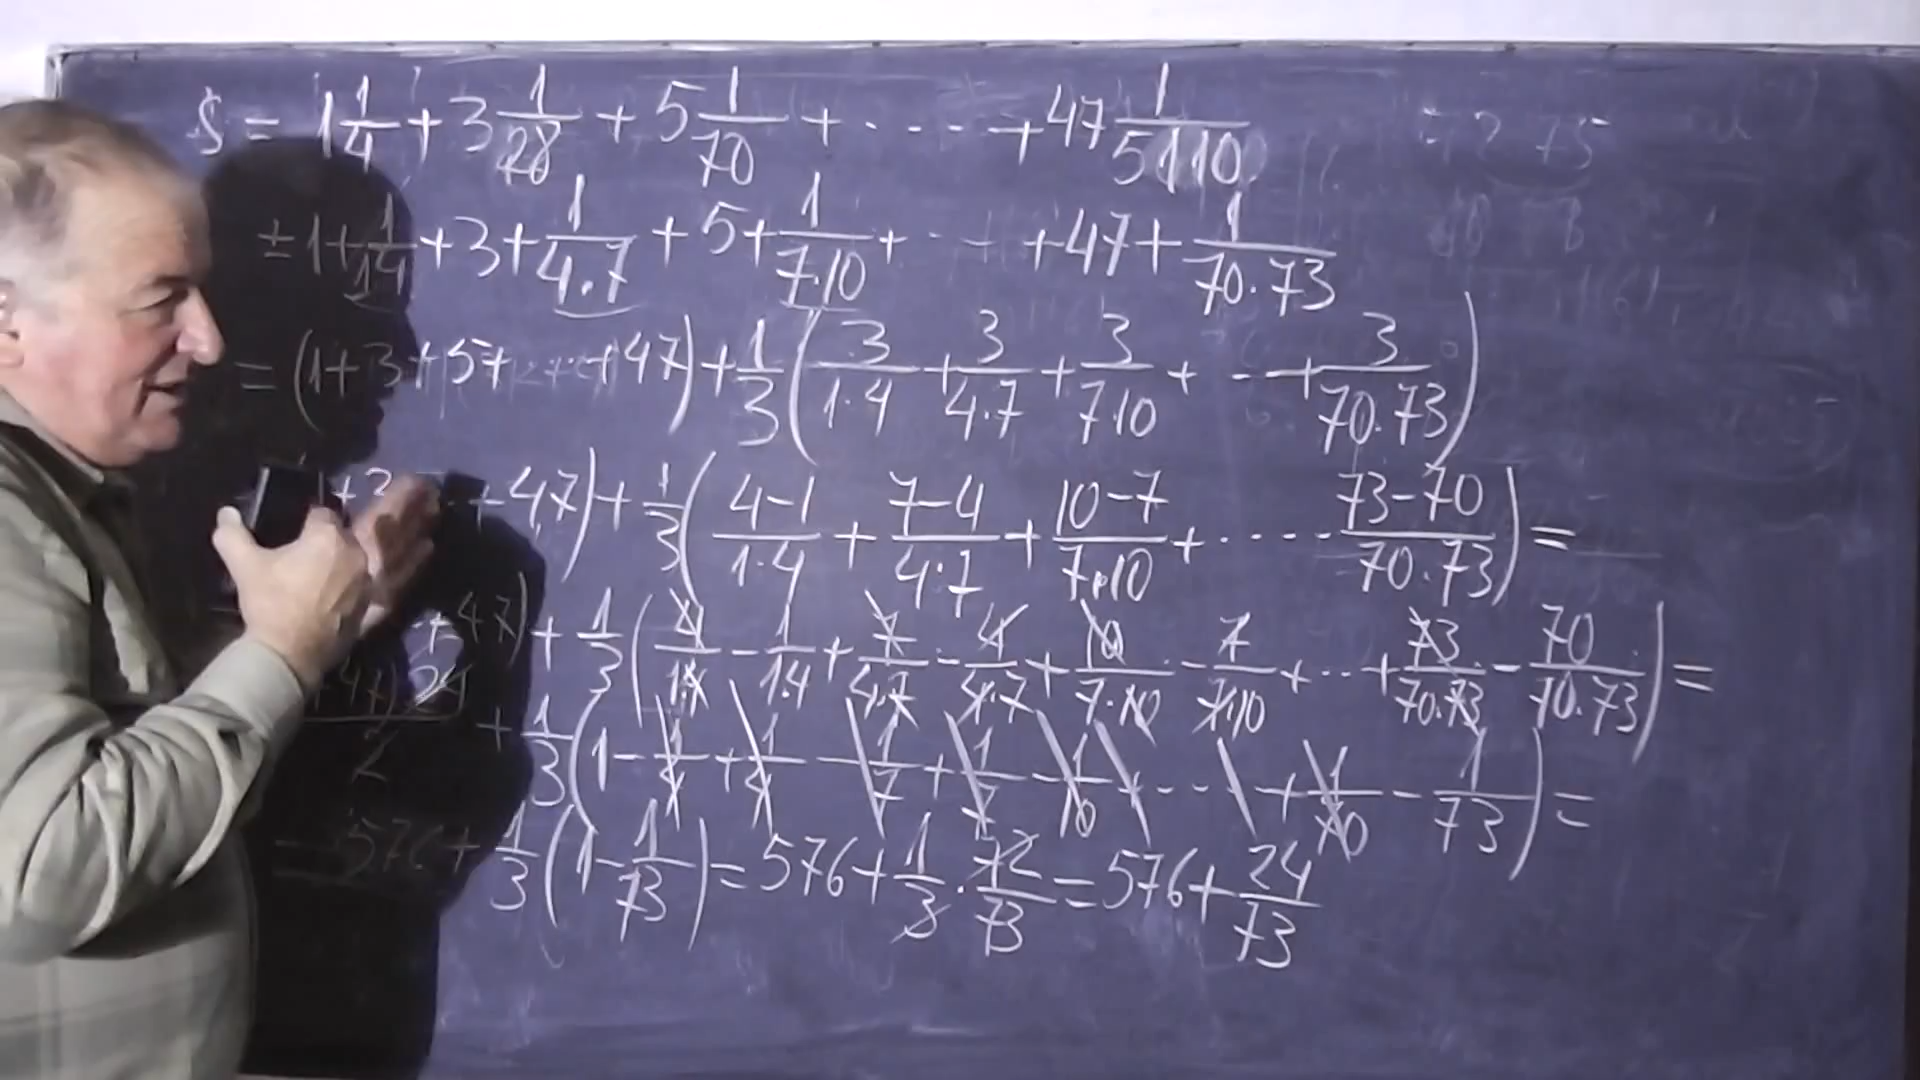 S = 1 1/4 + 3 1/28 + 5 1/70 + ···· + 47 1/5110
= 1 + 1/1·4 + 3 + 1/4·7 + 5 + 1/7·10 + ··· + 47 + 1/70·73
= (1+3+5+···+47) + 1/3 (3/1·4 + 3/4·7 + 3/7·10 + ··· + 3/70·73)
+47) + 1/3 (4-1/1·4 + 7-4/4·7 + 10-7/7·10 + ····· 73-70/70·73) =
+47) + 1/3 (4/1·4 - 1/1·4 + 7/4·7 - 4/4·7 + 10/7·10 - 7/7·10 + ··· + 73/70·73 - 70/70·73) =
+47) 24/2 + 1/3 (1 - 1/4 + 1/4 - 1/7 + 1/7 - 1/10 + ···· + 1/70 - 1/73) =
= 576 + 1/3 (1 - 1/73) = 576 + 1/3 · 72/73 = 576 + 24/73